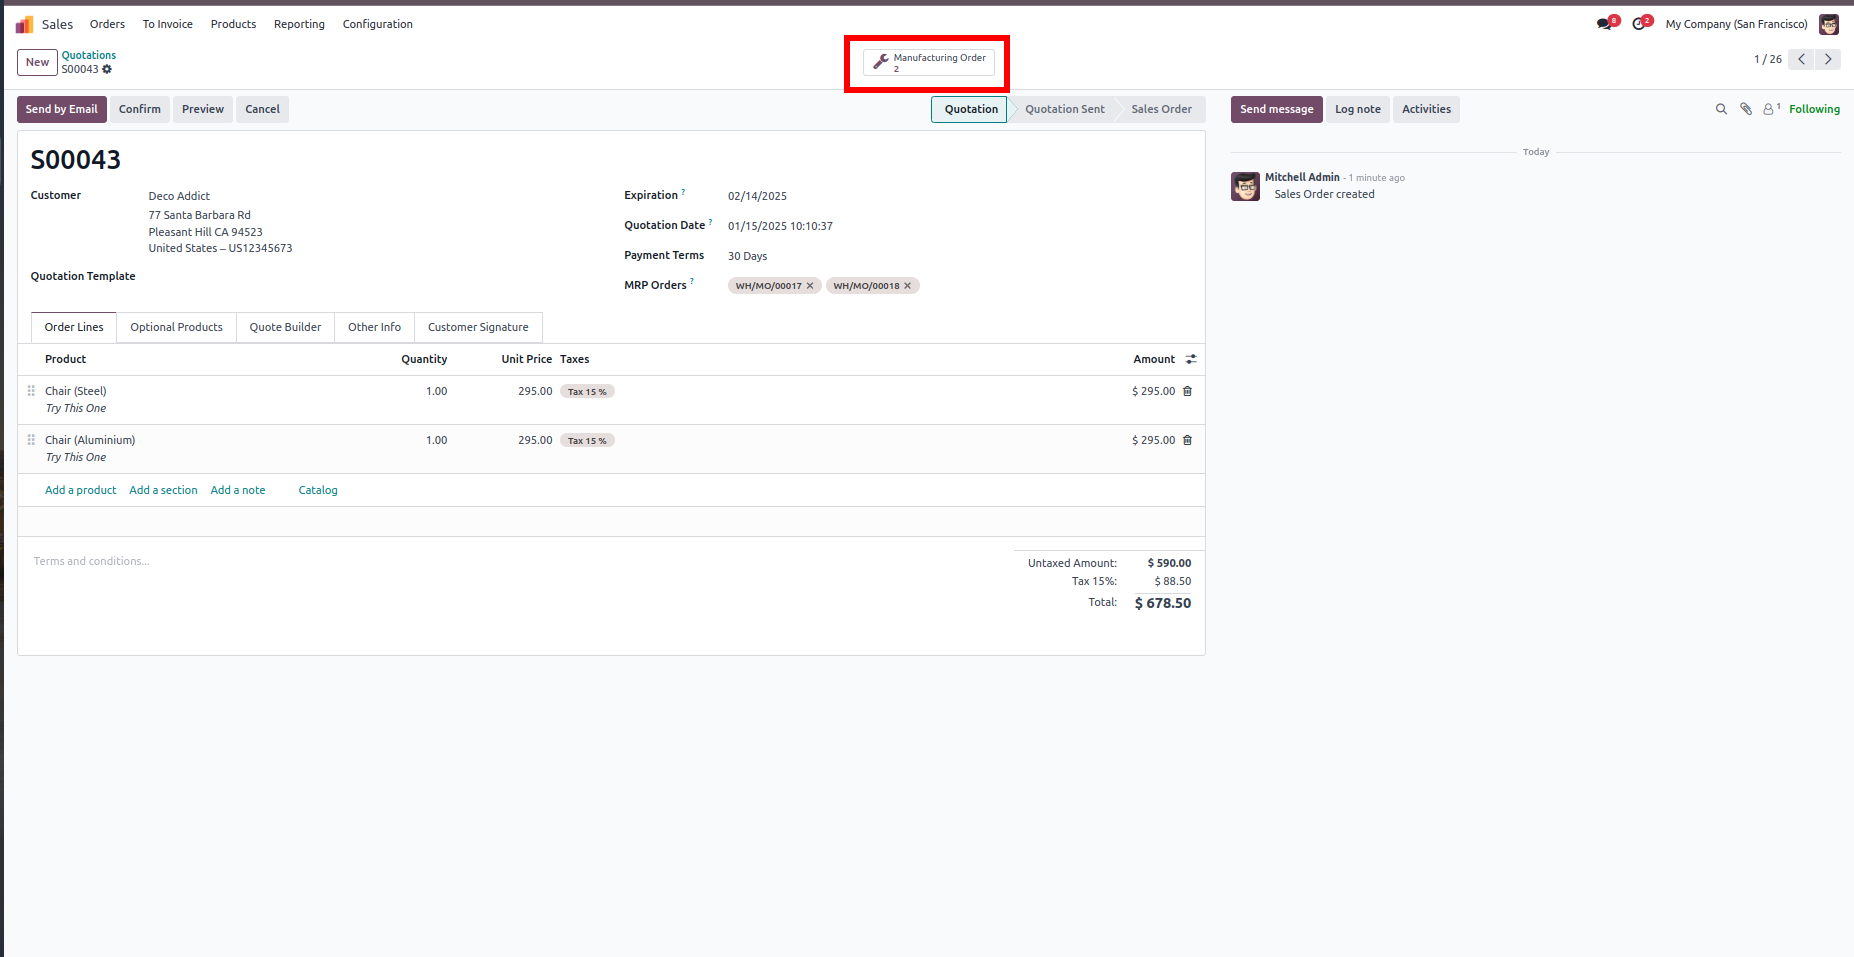 Sales Orders To Invoice Products Reporting Configuration 8 2 My Company (San Francisco)
New Quotations
S00043
Manufacturing Order
2
1 / 26
Send by Email Confirm Preview Cancel Quotation Quotation Sent Sales Order Send message Log note Activities 1 Following
Today
S00043
Mitchell Admin - 1 minute ago
Sales Order created
Customer Deco Addict
77 Santa Barbara Rd
Pleasant Hill CA 94523
United States – US12345673
Quotation Template
Expiration ? 02/14/2025
Quotation Date ? 01/15/2025 10:10:37
Payment Terms 30 Days
MRP Orders ? WH/MO/00017 × WH/MO/00018 ×
Order Lines Optional Products Quote Builder Other Info Customer Signature
Product Quantity Unit Price Taxes Amount
Chair (Steel) 1.00 295.00 Tax 15 % $ 295.00
Try This One
Chair (Aluminium) 1.00 295.00 Tax 15 % $ 295.00
Try This One
Add a product Add a section Add a note Catalog
Terms and conditions...
Untaxed Amount: $ 590.00
Tax 15%: $ 88.50
Total: $ 678.50